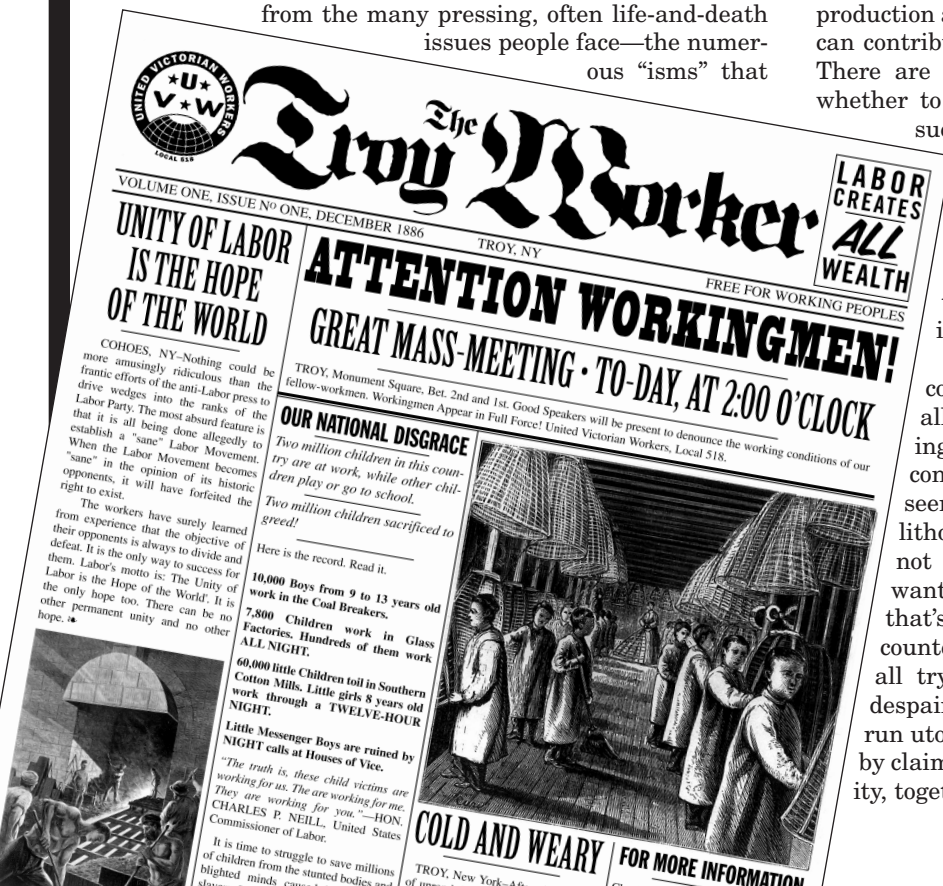 from the many pressing, often life-and-death
issues people face—the numer-
ous “isms” that
production
can
There are
whether to
UNITED VICTORIAN WORKERS
U
V W
LOCAL 518
The
Troy Worker
LABOR
CREATES
ALL
WEALTH
VOLUME ONE, ISSUE Nº ONE, DECEMBER 1886
TROY, NY
FREE FOR WORKING PEOPLES
UNITY OF LABOR
IS THE HOPE
OF THE WORLD
COHOES, NY–Nothing could be
more amusingly ridiculous than the
frantic efforts of the anti-Labor press to
drive wedges into the ranks of the
Labor Party. The most absurd feature is
that it is all being done allegedly to
establish a "sane" Labor Movement.
When the Labor Movement becomes
"sane" in the opinion of its historic
opponents, it will have forfeited the
right to exist.
The workers have surely learned
from experience that the objective of
their opponents is always to divide and
defeat. It is the only way to success for
them. Labor's motto is: The Unity of
Labor is the Hope of the World'. It is
the only hope too. There can be no
other permanent unity and no other
hope.
ATTENTION WORKINGMEN!
GREAT MASS-MEETING · TO-DAY, AT 2:00 O'CLOCK
TROY, Monument Square, Bet. 2nd and 1st. Good Speakers will be present to denounce the working conditions of our
fellow-workmen. Workingmen Appear in Full Force! United Victorian Workers, Local 518.
OUR NATIONAL DISGRACE
Two million children in this coun-
try are at work, while other chil-
dren play or go to school.
Two million children sacrificed to
greed!
Here is the record. Read it.
10,000 Boys from 9 to 13 years old
work in the Coal Breakers.
7,800 Children work in Glass
Factories. Hundreds of them work
ALL NIGHT.
60,000 little Children toil in Southern
Cotton Mills. Little girls 8 years old
work through a TWELVE-HOUR
NIGHT.
Little Messenger Boys are ruined by
NIGHT calls at Houses of Vice.
"The truth is, these child victims are
working for us. The are working for me.
They are working for you."—HON.
CHARLES P. NEILL, United States
Commissioner of Labor.
It is time to struggle to save millions
of children from the stunted bodies and
blighted minds
COLD AND WEARY
TROY, New York–
FOR MORE INFORMATION
not
want
that's
all
despair
run
by claim
ity,